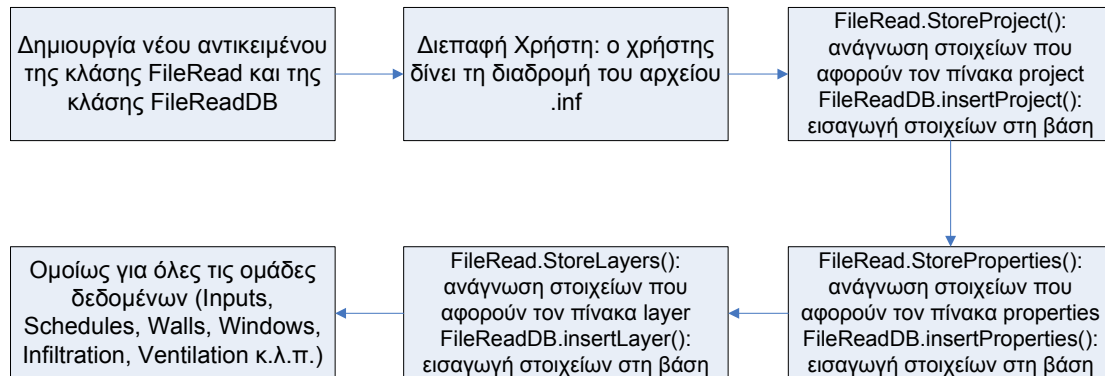 Δημιουργία νέου αντικειμένου
της κλάσης FileRead και της
κλάσης FileReadDB
Διεπαφή Χρήστη: ο χρήστης
δίνει τη διαδρομή του αρχείου
.inf
FileRead.StoreProject():
ανάγνωση στοιχείων που
αφορούν τον πίνακα project
FileReadDB.insertProject():
εισαγωγή στοιχείων στη βάση
FileRead.StoreProperties():
ανάγνωση στοιχείων που
αφορούν τον πίνακα properties
FileReadDB.insertProperties():
εισαγωγή στοιχείων στη βάση
FileRead.StoreLayers():
ανάγνωση στοιχείων που
αφορούν τον πίνακα layer
FileReadDB.insertLayer():
εισαγωγή στοιχείων στη βάση
Ομοίως για όλες τις ομάδες
δεδομένων (Inputs,
Schedules, Walls, Windows,
Infiltration, Ventilation κ.λ.π.)